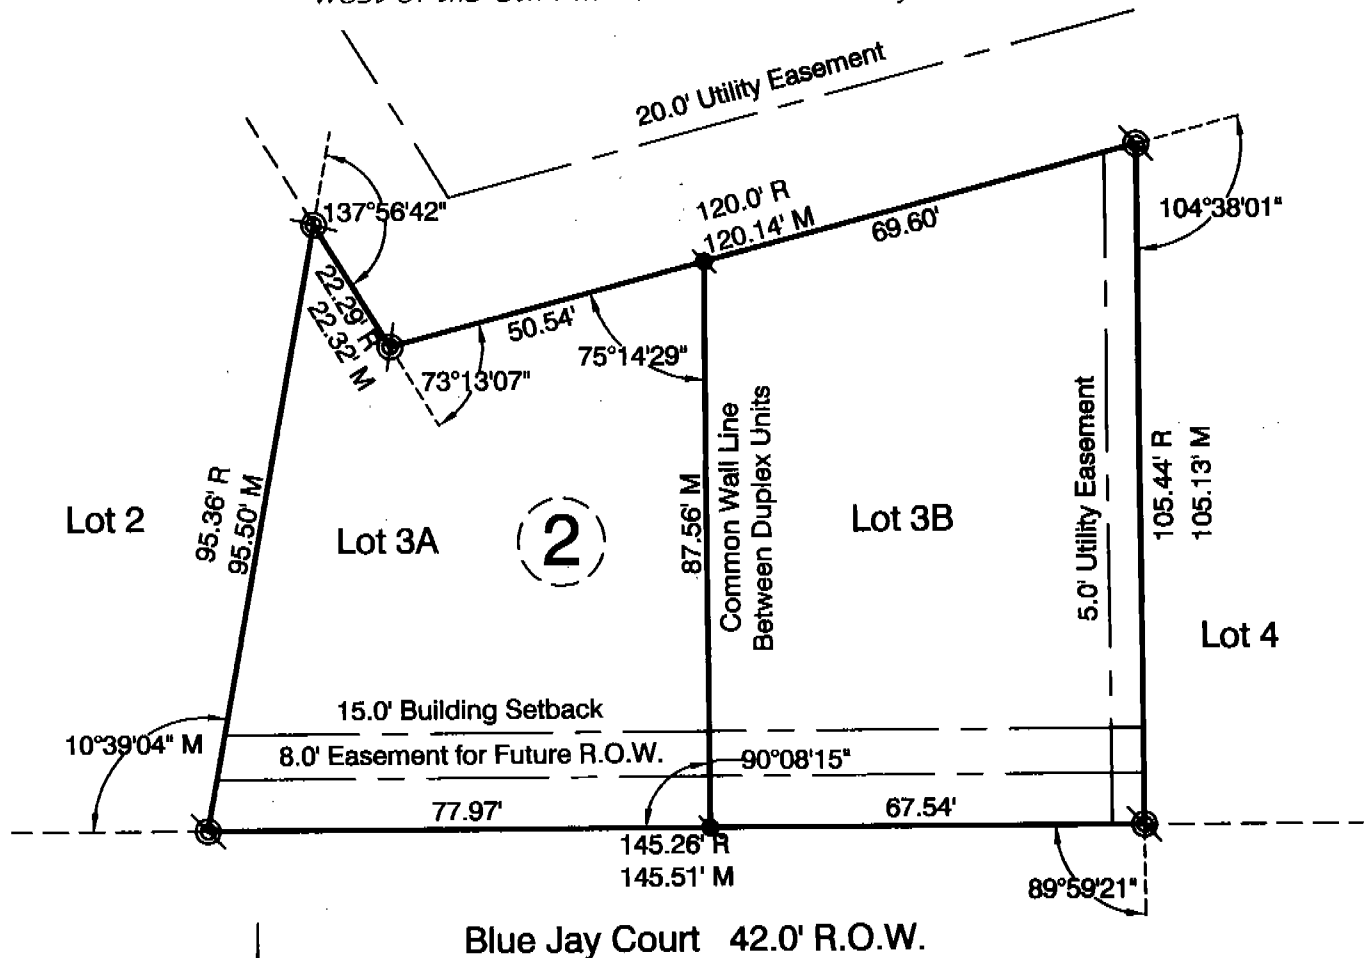 20.0' Utility Easement
137°56'42"
120.0' R
120.14' M
69.60'
104°38'01"
22.29' R
22.32' M
50.54'
75°14'29"
73°13'07"
95.36' R
95.50' M
Lot 2
Lot 3A
2
87.56' M
Common Wall Line
Between Duplex Units
Lot 3B
5.0' Utility Easement
105.44' R
105.13' M
Lot 4
15.0' Building Setback
10°39'04" M
8.0' Easement for Future R.O.W.
90°08'15"
77.97'
67.54'
145.26' R
145.51' M
89°59'21"
Blue Jay Court 42.0' R.O.W.